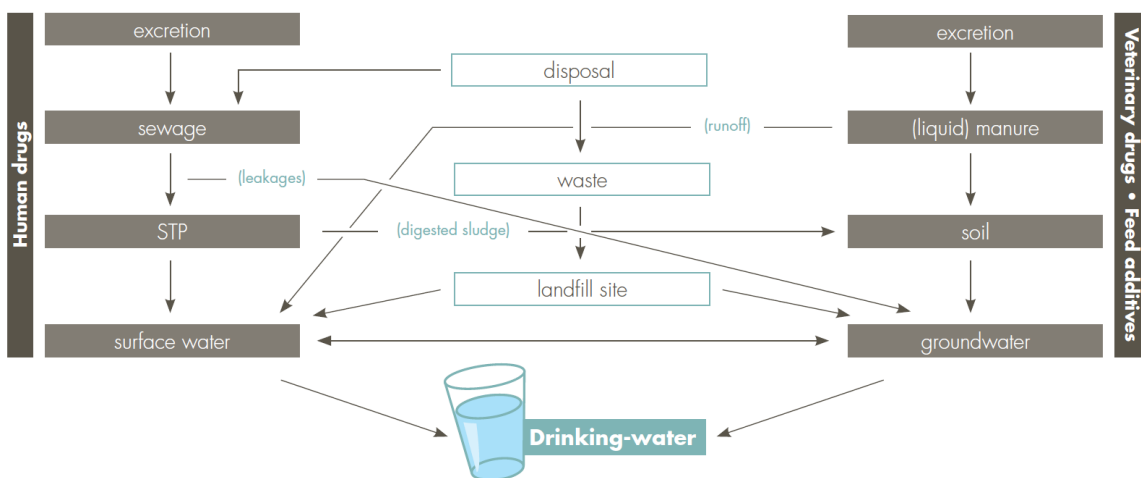 Human drugs
excretion
excretion
disposal
sewage
(runoff)
(liquid) manure
(leakages)
waste
STP
(digested sludge)
soil
landfill site
surface water
groundwater
Drinking-water
Veterinary drugs • Feed additives